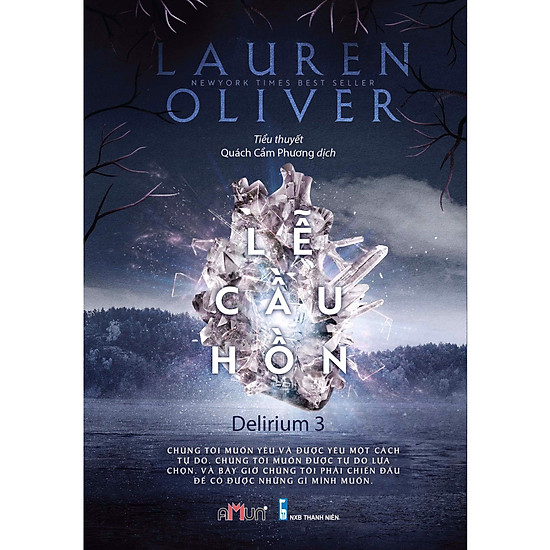 LAUREN
NEWYORK TIMES BEST SELLER
OLIVER
Tiểu thuyết
Quách Cẩm Phương dịch
LỄ
CẦU
HỒN
Delirium 3
CHÚNG TÔI MUỐN YÊU VÀ ĐƯỢC YÊU MỘT CÁCH
TỰ DO. CHÚNG TÔI MUỐN ĐƯỢC TỰ DO LỰA
CHỌN. VÀ BÂY GIỜ CHÚNG TÔI PHẢI CHIẾN ĐẤU
ĐỂ CÓ ĐƯỢC NHỮNG GÌ MÌNH MUỐN.
AMUN
NXB THANH NIÊN